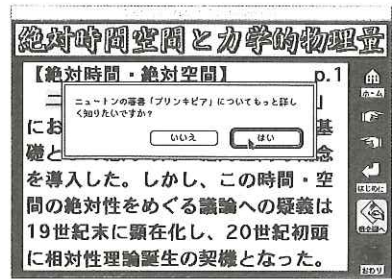 絶対時間空間と力学的物理量
【絶対時間・絶対空間】 p.1
ニュートンの著書「プリンキピア」についてもっと詳し
く知りたいですか?
いいえ
はい
ニ
にお
基
礎と
念
を導入した。しかし、この時間・空
間の絶対性をめぐる議論への疑義は
19世紀末に顕在化し、20世紀初頭
に相対性理論誕生の契機となった。
ホーム
はじめに
おわり